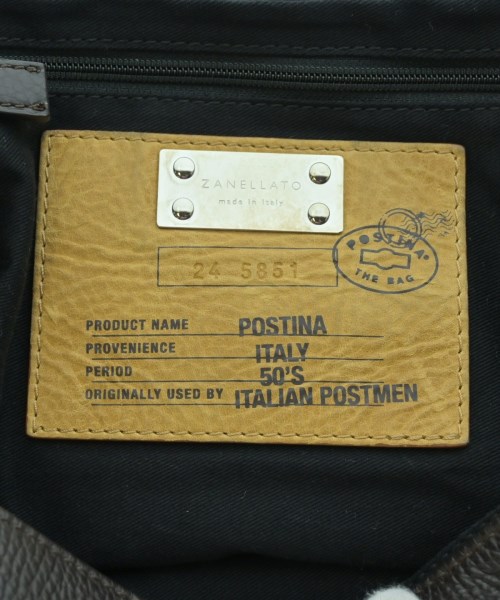 ZANELLATO
made in Italy
24 5851
POSTINA®
THE BAG
PRODUCT NAME POSTINA
PROVENIENCE ITALY
PERIOD 50'S
ORIGINALLY USED BY ITALIAN POSTMEN